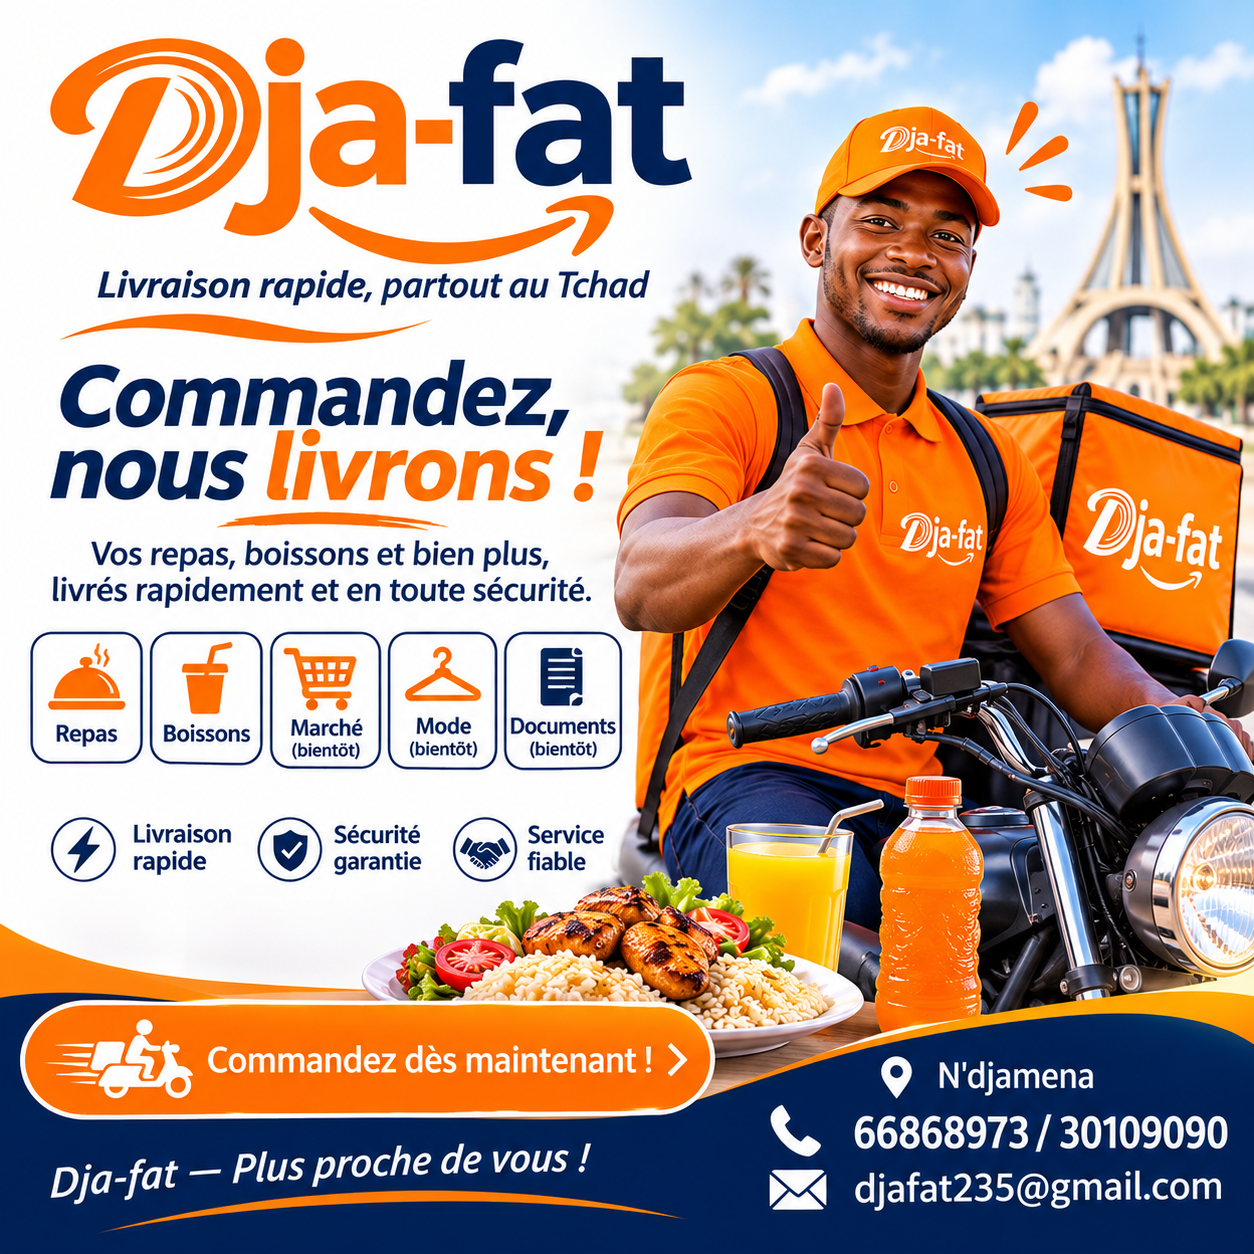 Dja-fat
Livraison rapide, partout au Tchad
Commandez,
nous livrons !
Vos repas, boissons et bien plus,
livrés rapidement et en toute sécurité.
Repas
Boissons
Marché
(bientôt)
Mode
(bientôt)
Documents
(bientôt)
Livraison
rapide
Sécurité
garantie
Service
fiable
Dja-fat
Dja-fat
Dja-fat
Commandez dès maintenant !
Dja-fat — Plus proche de vous !
N'djamena
66868973 / 30109090
djafat235@gmail.com